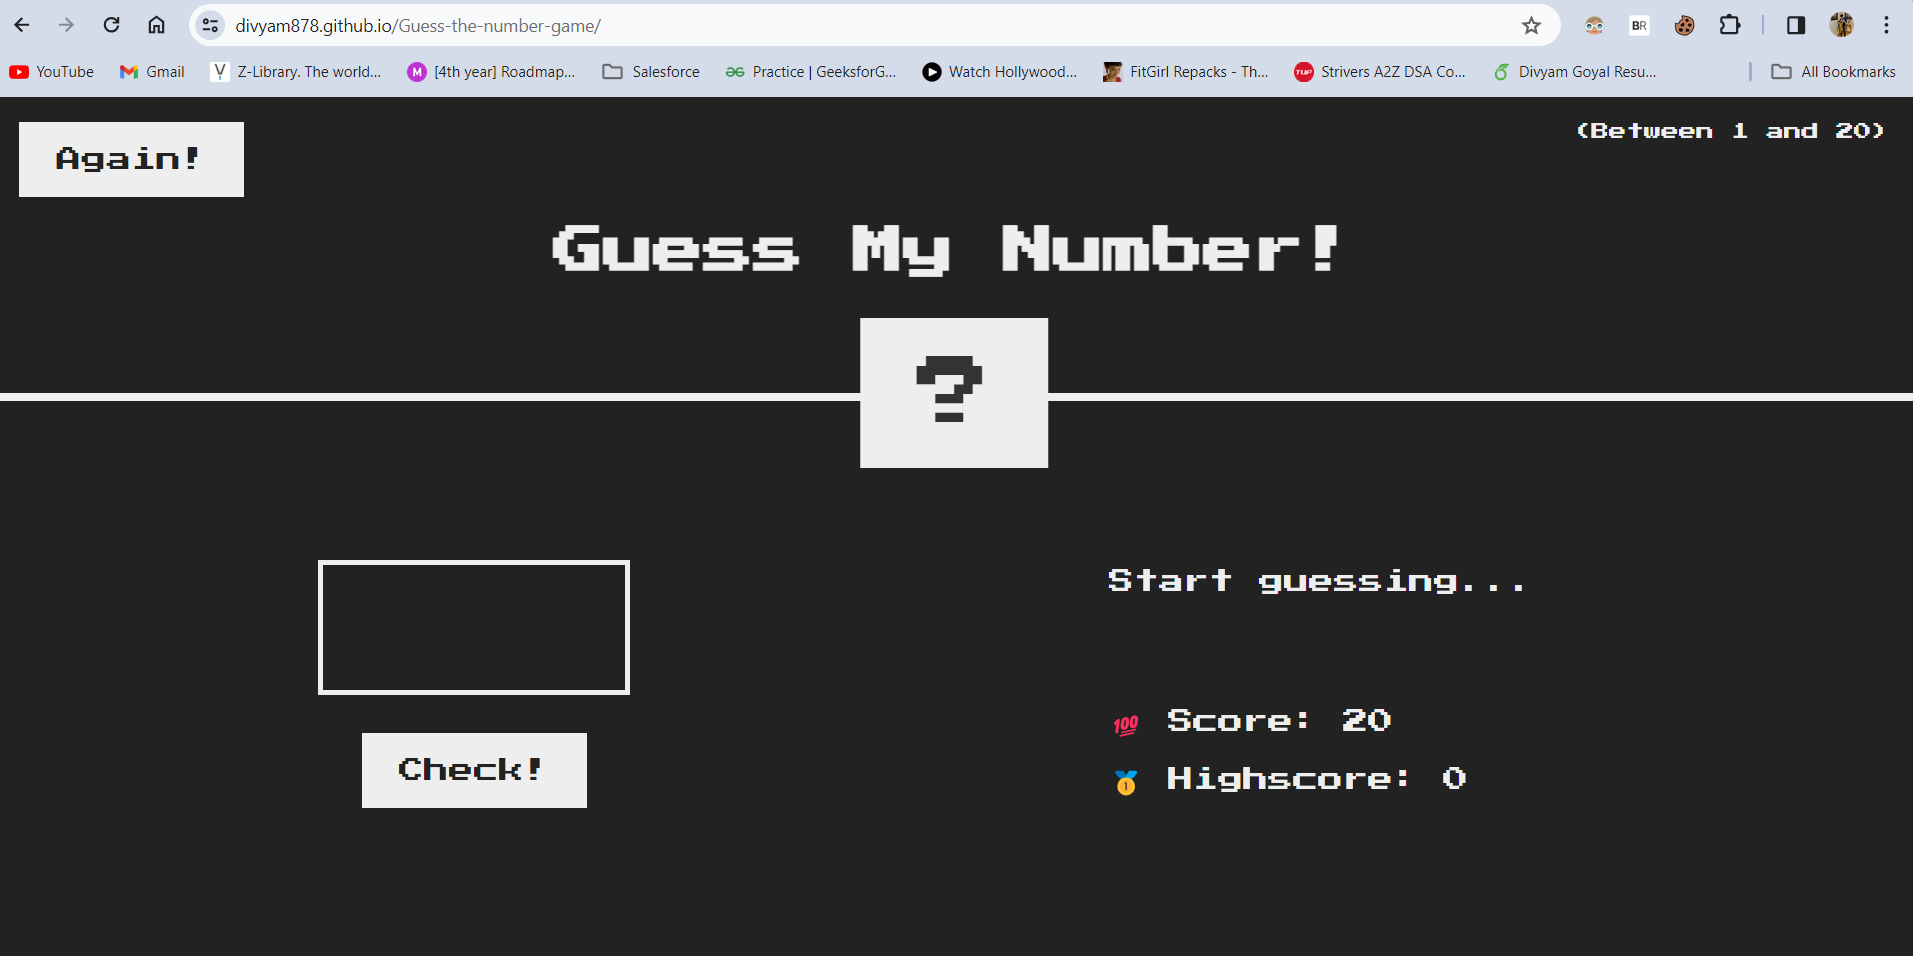 divyam878.github.io/Guess-the-number-game/
BR
YouTube
Gmail
Z-Library. The world...
M
[4th year] Roadmap...
Salesforce
Practice | GeeksforG...
Watch Hollywood...
FitGirl Repacks - Th...
TUF
Strivers A2Z DSA Co...
Divyam Goyal Resu...
All Bookmarks
Again!
(Between 1 and 20)
Guess My Number!
?
Start guessing...
💯 Score: 20
🥇 Highscore: 0
Check!